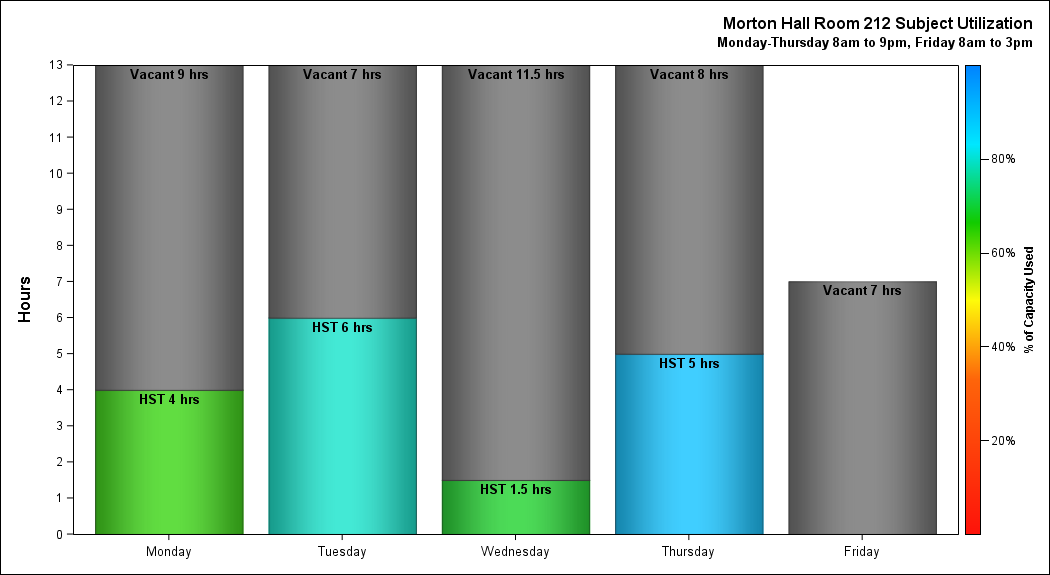 Morton Hall Room 212 Subject Utilization
Monday-Thursday 8am to 9pm, Friday 8am to 3pm
Hours
13
12
11
10
9
8
7
6
5
4
3
2
1
0
Vacant 9 hrs
Vacant 7 hrs
Vacant 11.5 hrs
Vacant 8 hrs
Vacant 7 hrs
HST 6 hrs
HST 5 hrs
HST 4 hrs
HST 1.5 hrs
Monday
Tuesday
Wednesday
Thursday
Friday
80%
60%
40%
20%
% of Capacity Used